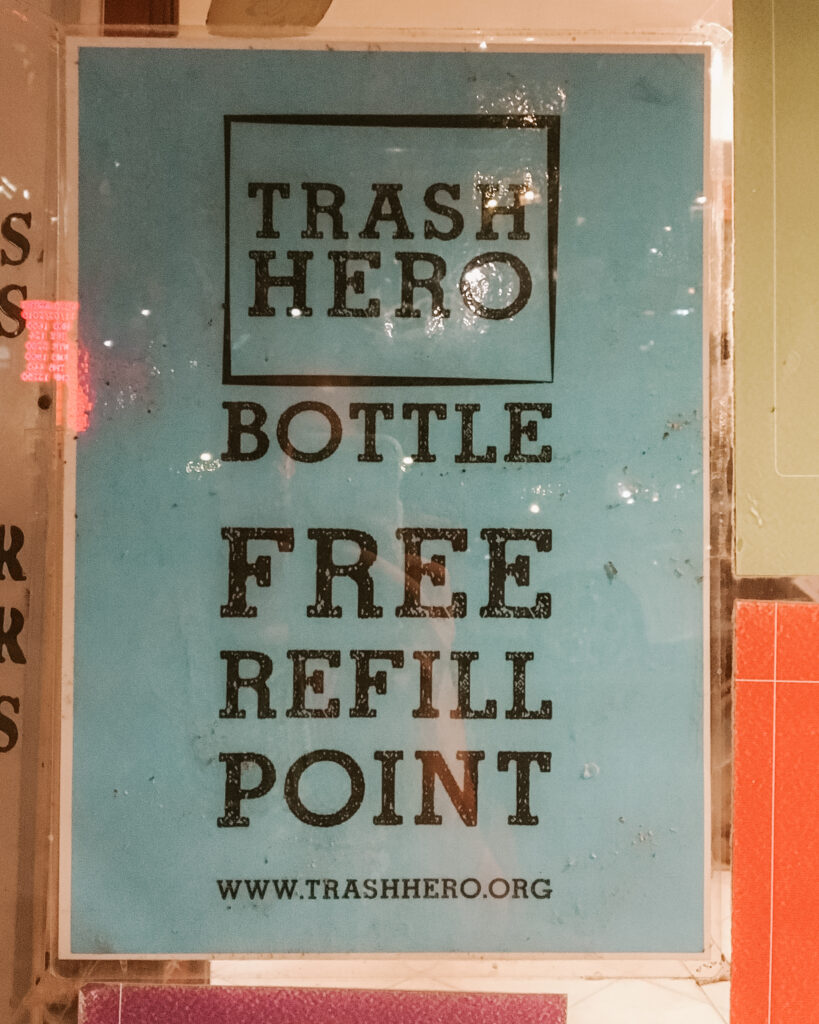 TRASH
HERO
BOTTLE
FREE
REFILL
POINT
WWW.TRASHHERO.ORG